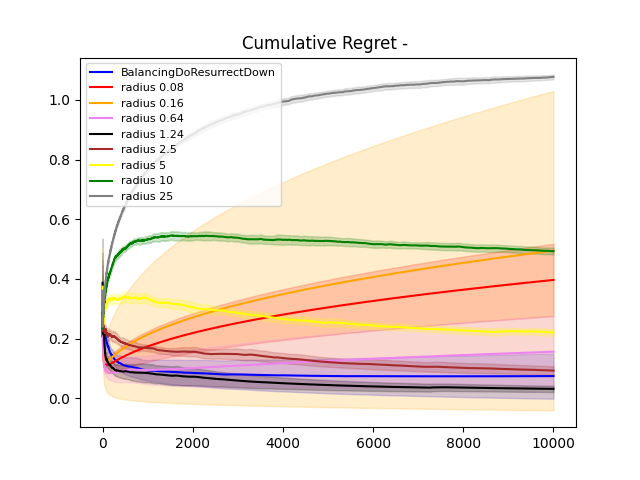 Cumulative Regret -
BalancingDoResurrectDown
radius 0.08
radius 0.16
radius 0.64
radius 1.24
radius 2.5
radius 5
radius 10
radius 25
1.0
0.8
0.6
0.4
0.2
0.0
0 2000 4000 6000 8000 10000